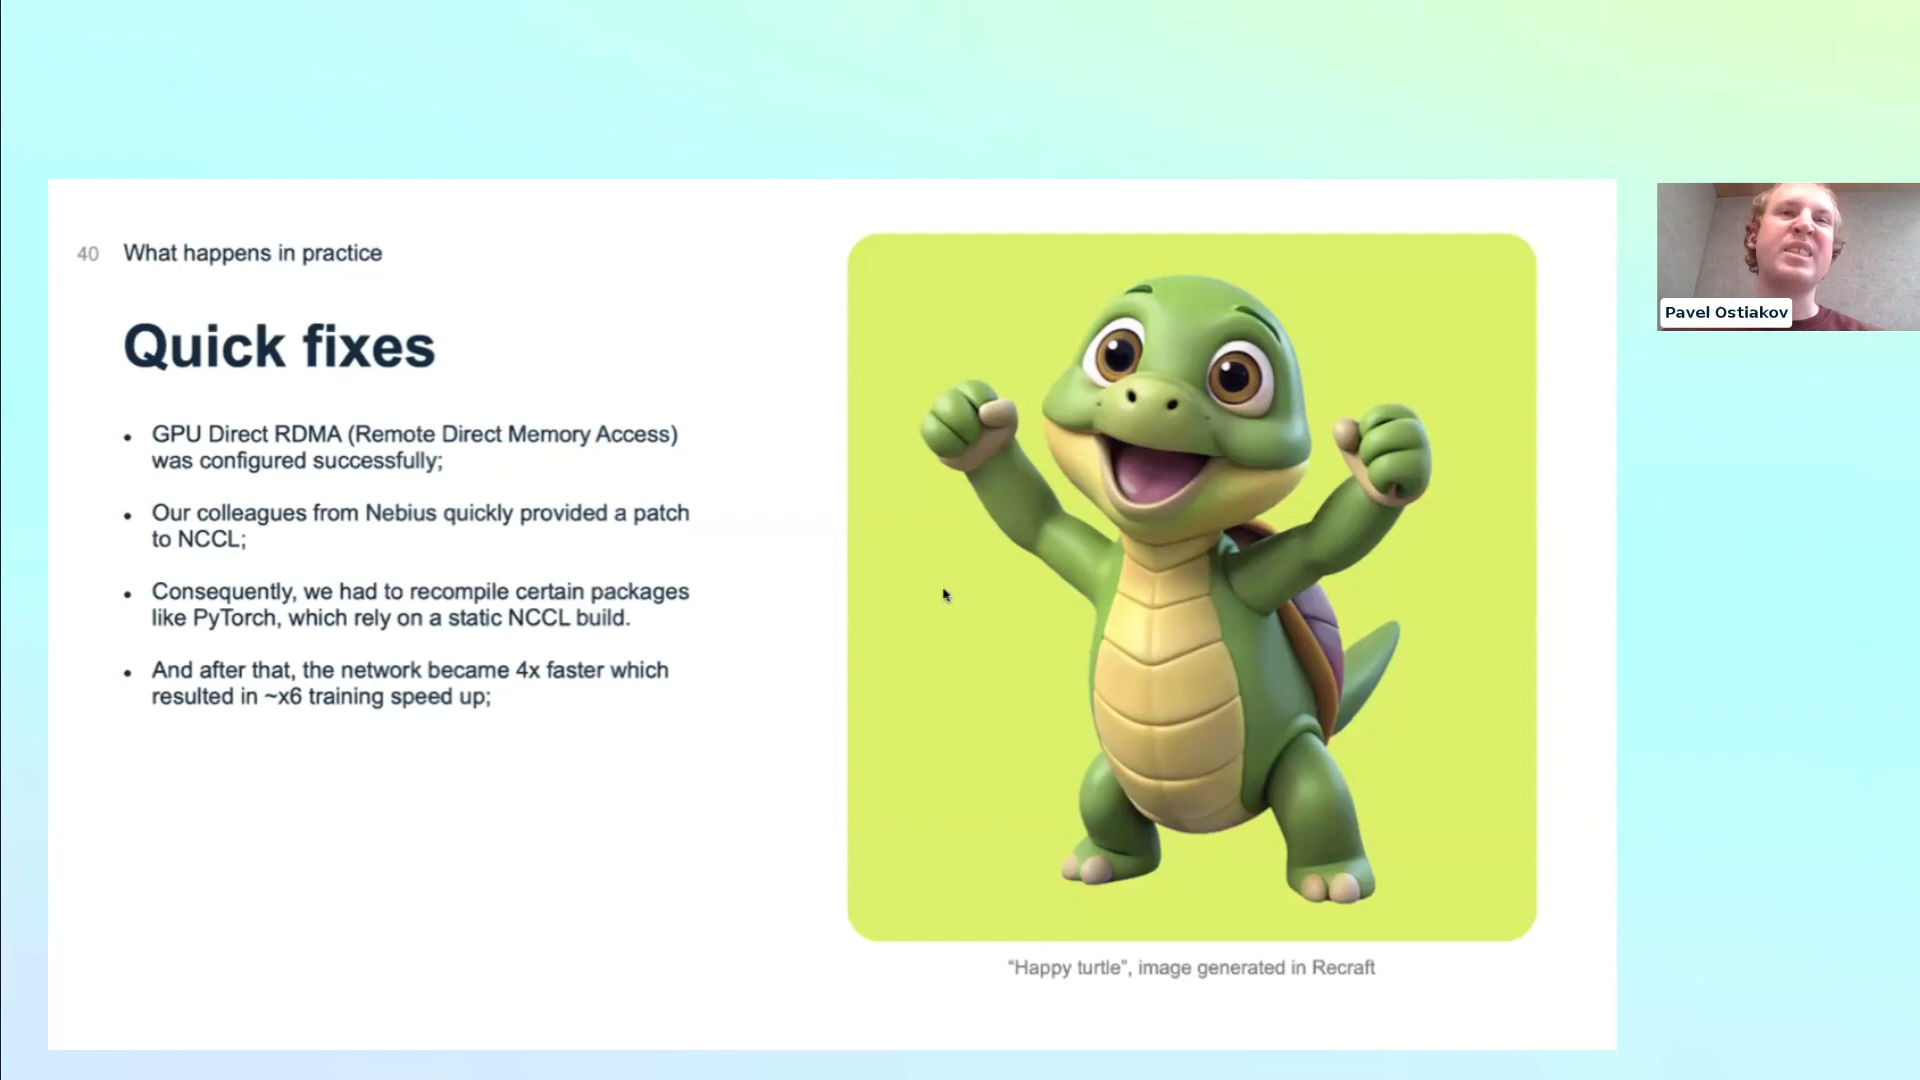 40 What happens in practice
Quick fixes
• GPU Direct RDMA (Remote Direct Memory Access)
was configured successfully;
• Our colleagues from Nebius quickly provided a patch
to NCCL;
• Consequently, we had to recompile certain packages
like PyTorch, which rely on a static NCCL build.
• And after that, the network became 4x faster which
resulted in ~x6 training speed up;
“Happy turtle”, image generated in Recraft
Pavel Ostiakov